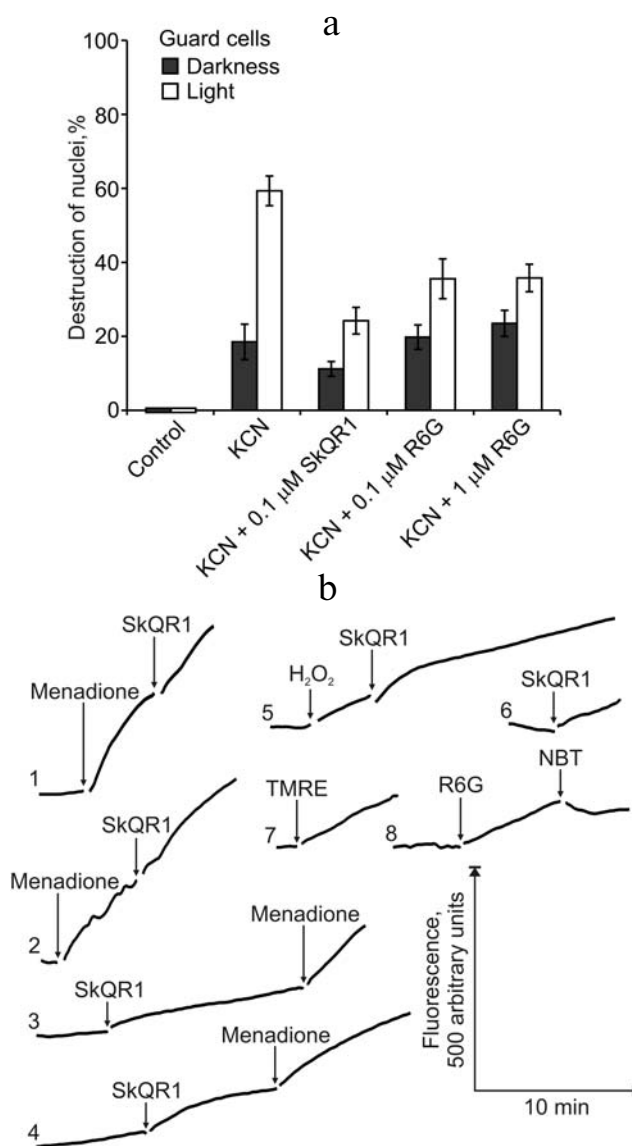 a
100
80
60
40
20
0
Destruction of nuclei, %
Guard cells
Darkness
Light
Control
KCN
KCN + 0.1 µM SkQR1
KCN + 0.1 µM R6G
KCN + 1 µM R6G
b
SkQR1
Menadione
1
SkQR1
H₂O₂
5
SkQR1
6
SkQR1
Menadione
2
TMRE
7
R6G
NBT
8
Menadione
SkQR1
3
Menadione
SkQR1
4
Fluorescence,
500 arbitrary units
10 min